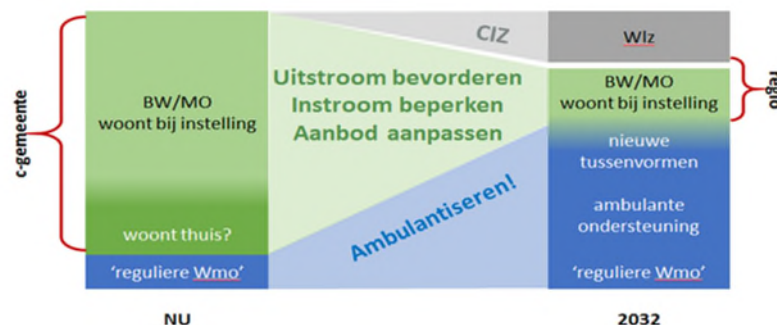 c-gemeente
BW/MO
woont bij instelling
woont thuis?
'reguliere Wmo'
NU
CIZ
Uitstroom bevorderen
Instroom beperken
Aanbod aanpassen
Ambulantiseren!
Wlz
BW/MO
woont bij instelling
nieuwe
tussenvormen
ambulante
ondersteuning
'reguliere Wmo'
2032
regio